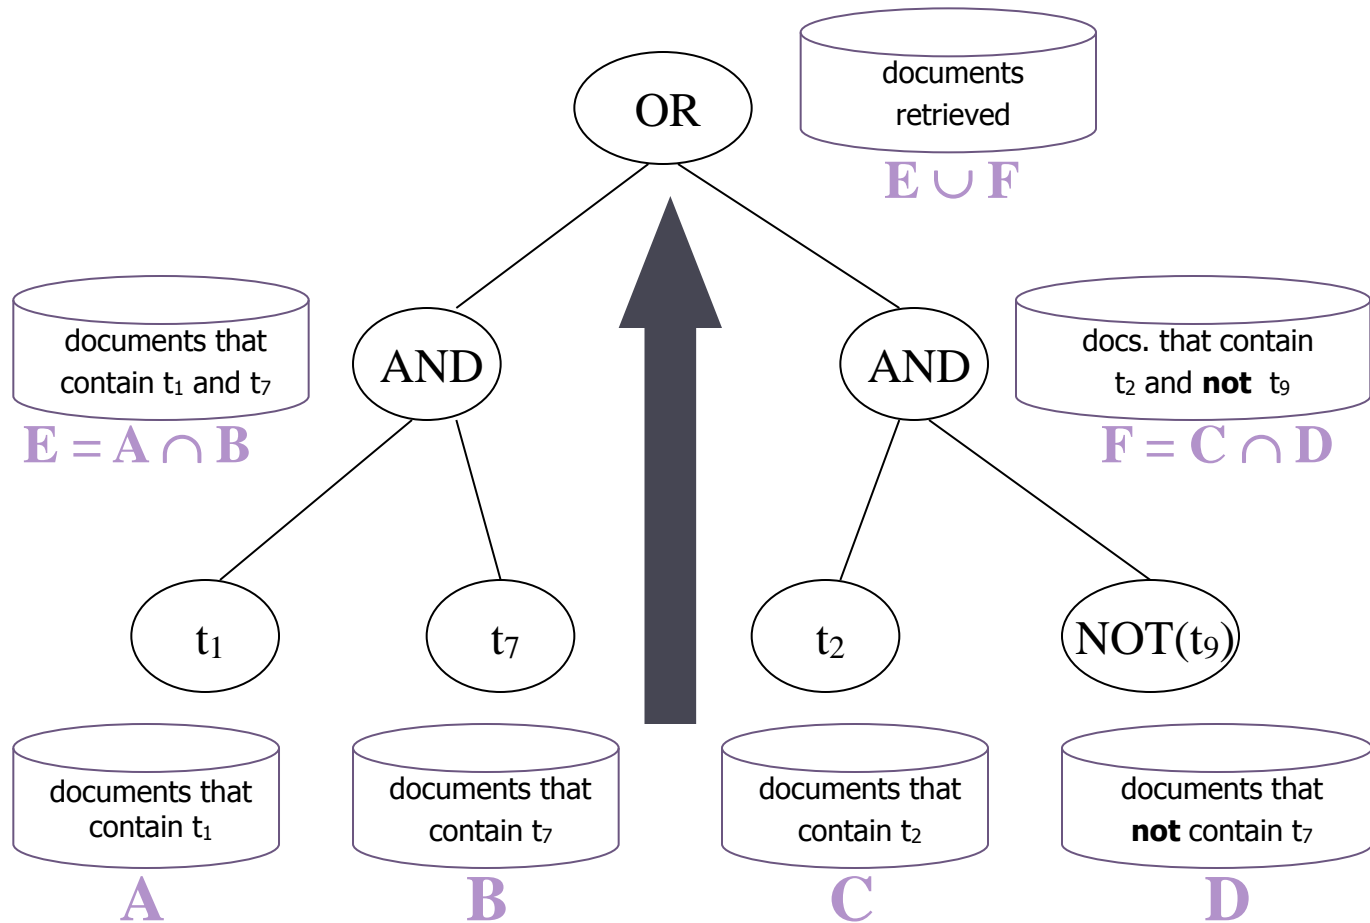 OR
documents
retrieved
E ∪ F
documents that
contain t₁ and t₇
E = A ∩ B
AND
AND
docs. that contain
t₂ and not t₉
F = C ∩ D
t₁
t₇
t₂
NOT(t₉)
documents that
contain t₁
A
documents that
contain t₇
B
documents that
contain t₂
C
documents that
not contain t₇
D